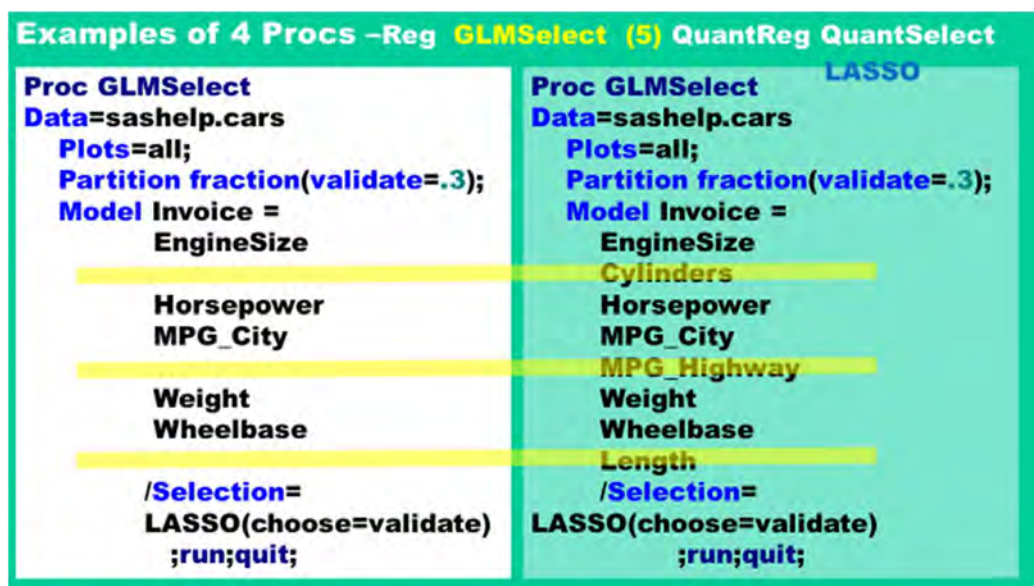 Examples of 4 Procs –Reg GLMSelect (5) QuantReg QuantSelect
LASSO
Proc GLMSelect
Data=sashelp.cars
Plots=all;
Partition fraction(validate=.3);
Model Invoice =
EngineSize
Horsepower
MPG_City
Weight
Wheelbase
/Selection=
LASSO(choose=validate)
;run;quit;
Proc GLMSelect
Data=sashelp.cars
Plots=all;
Partition fraction(validate=.3);
Model Invoice =
EngineSize
Cylinders
Horsepower
MPG_City
MPG_Highway
Weight
Wheelbase
Length
/Selection=
LASSO(choose=validate)
;run;quit;